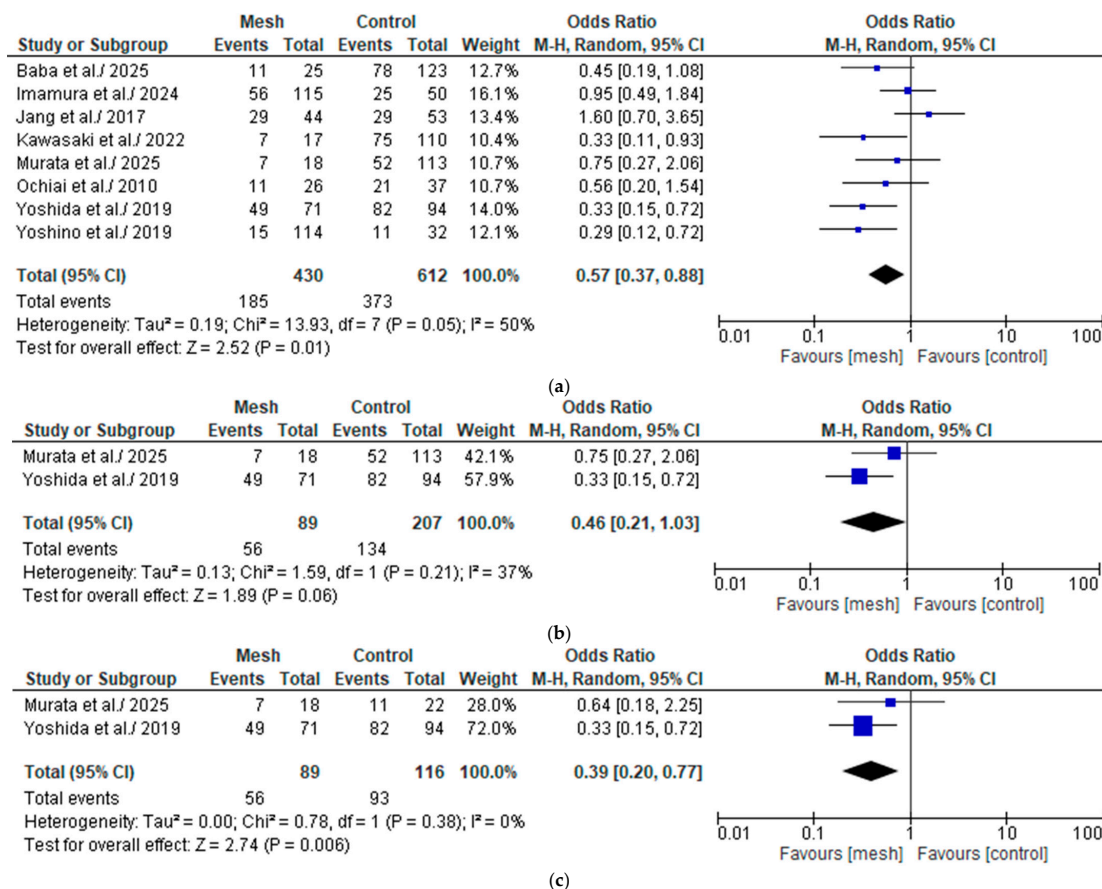 Mesh Control Odds Ratio Odds Ratio
Study or Subgroup Events Total Events Total Weight M-H, Random, 95% CI M-H, Random, 95% CI
Baba et al./ 2025 11 25 78 123 12.7% 0.45 [0.19, 1.08]
Imamura et al./ 2024 56 115 25 50 16.1% 0.95 [0.49, 1.84]
Jang et al./ 2017 29 44 29 53 13.4% 1.60 [0.70, 3.65]
Kawasaki et al./ 2022 7 17 75 110 10.4% 0.33 [0.11, 0.93]
Murata et al./ 2025 7 18 52 113 10.7% 0.75 [0.27, 2.06]
Ochiai et al./ 2010 11 26 21 37 10.7% 0.56 [0.20, 1.54]
Yoshida et al./ 2019 49 71 82 94 14.0% 0.33 [0.15, 0.72]
Yoshino et al./ 2019 15 114 11 32 12.1% 0.29 [0.12, 0.72]
Total (95% CI) 430 612 100.0% 0.57 [0.37, 0.88]
Total events 185 373
Heterogeneity: Tau² = 0.19; Chi² = 13.93, df = 7 (P = 0.05); I² = 50%
Test for overall effect: Z = 2.52 (P = 0.01)
0.01 0.1 1 10 100
Favours [mesh] Favours [control]
(a)
Mesh Control Odds Ratio Odds Ratio
Study or Subgroup Events Total Events Total Weight M-H, Random, 95% CI M-H, Random, 95% CI
Murata et al./ 2025 7 18 52 113 42.1% 0.75 [0.27, 2.06]
Yoshida et al./ 2019 49 71 82 94 57.9% 0.33 [0.15, 0.72]
Total (95% CI) 89 207 100.0% 0.46 [0.21, 1.03]
Total events 56 134
Heterogeneity: Tau² = 0.13; Chi² = 1.59, df = 1 (P = 0.21); I² = 37%
Test for overall effect: Z = 1.89 (P = 0.06)
0.01 0.1 1 10 100
Favours [mesh] Favours [control]
(b)
Mesh Control Odds Ratio Odds Ratio
Study or Subgroup Events Total Events Total Weight M-H, Random, 95% CI M-H, Random, 95% CI
Murata et al./ 2025 7 18 11 22 28.0% 0.64 [0.18, 2.25]
Yoshida et al./ 2019 49 71 82 94 72.0% 0.33 [0.15, 0.72]
Total (95% CI) 89 116 100.0% 0.39 [0.20, 0.77]
Total events 56 93
Heterogeneity: Tau² = 0.00; Chi² = 0.78, df = 1 (P = 0.38); I² = 0%
Test for overall effect: Z = 2.74 (P = 0.006)
0.01 0.1 1 10 100
Favours [mesh] Favours [control]
(c)